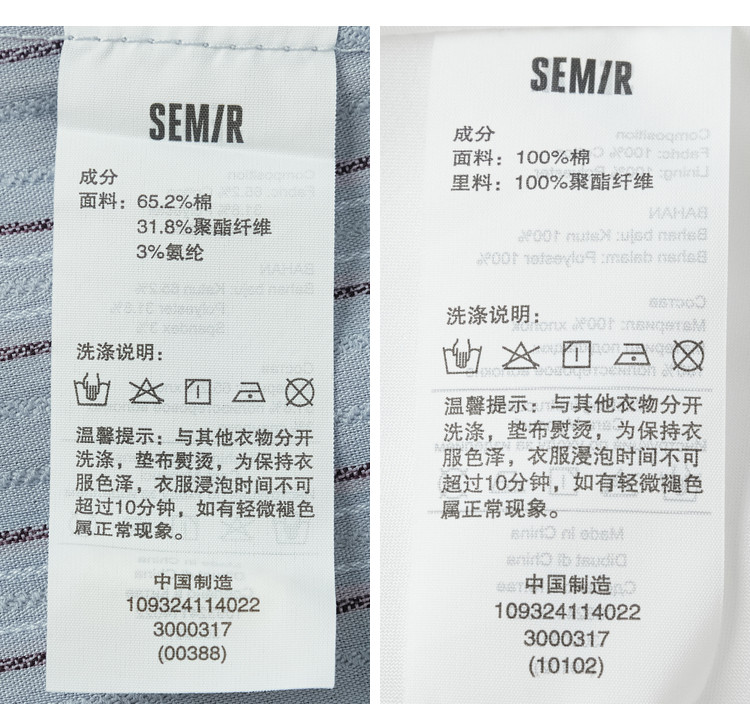 SEMIR
成分
面料：65.2%棉
31.8%聚酯纤维
3%氨纶
洗涤说明：
温馨提示：与其他衣物分开
洗涤，垫布熨烫，为保持衣
服色泽，衣服浸泡时间不可
超过10分钟，如有轻微褪色
属正常现象。
中国制造
109324114022
3000317
(00388)
SEMIR
成分
面料：100%棉
里料：100%聚酯纤维
洗涤说明：
温馨提示：与其他衣物分开
洗涤，垫布熨烫，为保持衣
服色泽，衣服浸泡时间不可
超过10分钟，如有轻微褪色
属正常现象。
中国制造
109324114022
3000317
(10102)